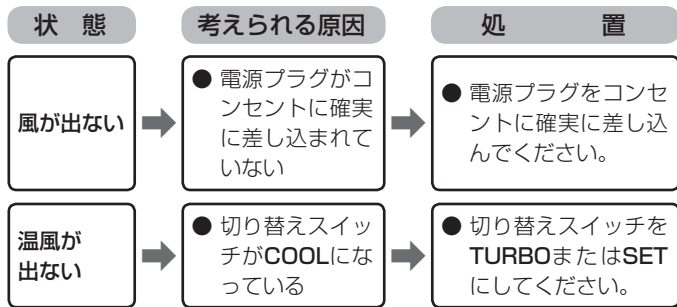 状　態
考えられる原因
処　　置
風が出ない
● 電源プラグがコ
ンセントに確実
に差し込まれて
いない
● 電源プラグをコンセ
ントに確実に差し込
んでください。
温風が
出ない
● 切り替えスイッ
チがCOOLにな
っている
● 切り替えスイッチを
TURBOまたはSET
にしてください。